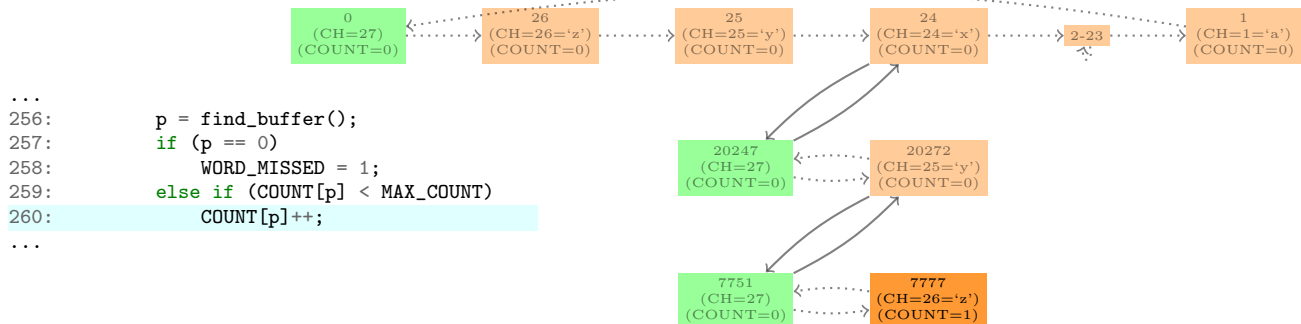 0
(CH=27)
(COUNT=0)
26
(CH=26=‘z’)
(COUNT=0)
25
(CH=25=‘y’)
(COUNT=0)
24
(CH=24=‘x’)
(COUNT=0)
2-23
1
(CH=1=‘a’)
(COUNT=0)
...
256: p = find_buffer();
257: if (p == 0)
258: WORD_MISSED = 1;
259: else if (COUNT[p] < MAX_COUNT)
260: COUNT[p]++;
...
20247
(CH=27)
(COUNT=0)
20272
(CH=25=‘y’)
(COUNT=0)
7751
(CH=27)
(COUNT=0)
7777
(CH=26=‘z’)
(COUNT=1)